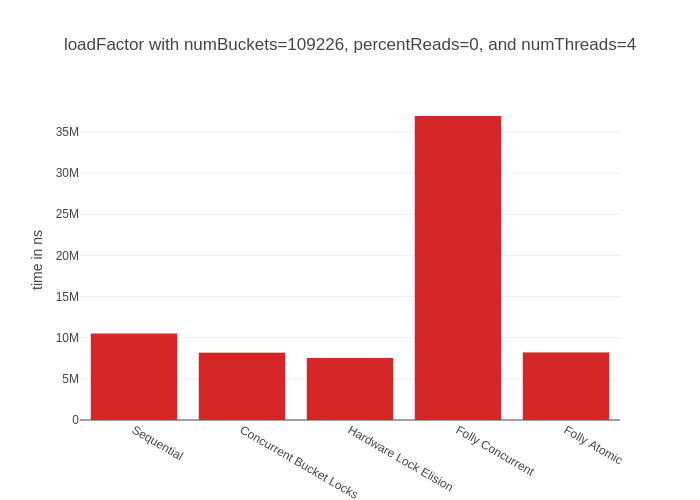 loadFactor with numBuckets=109226, percentReads=0, and numThreads=4
35M
30M
25M
20M
15M
10M
5M
0
time in ns
Sequential
Concurrent Bucket Locks
Hardware Lock Elision
Folly Concurrent
Folly Atomic